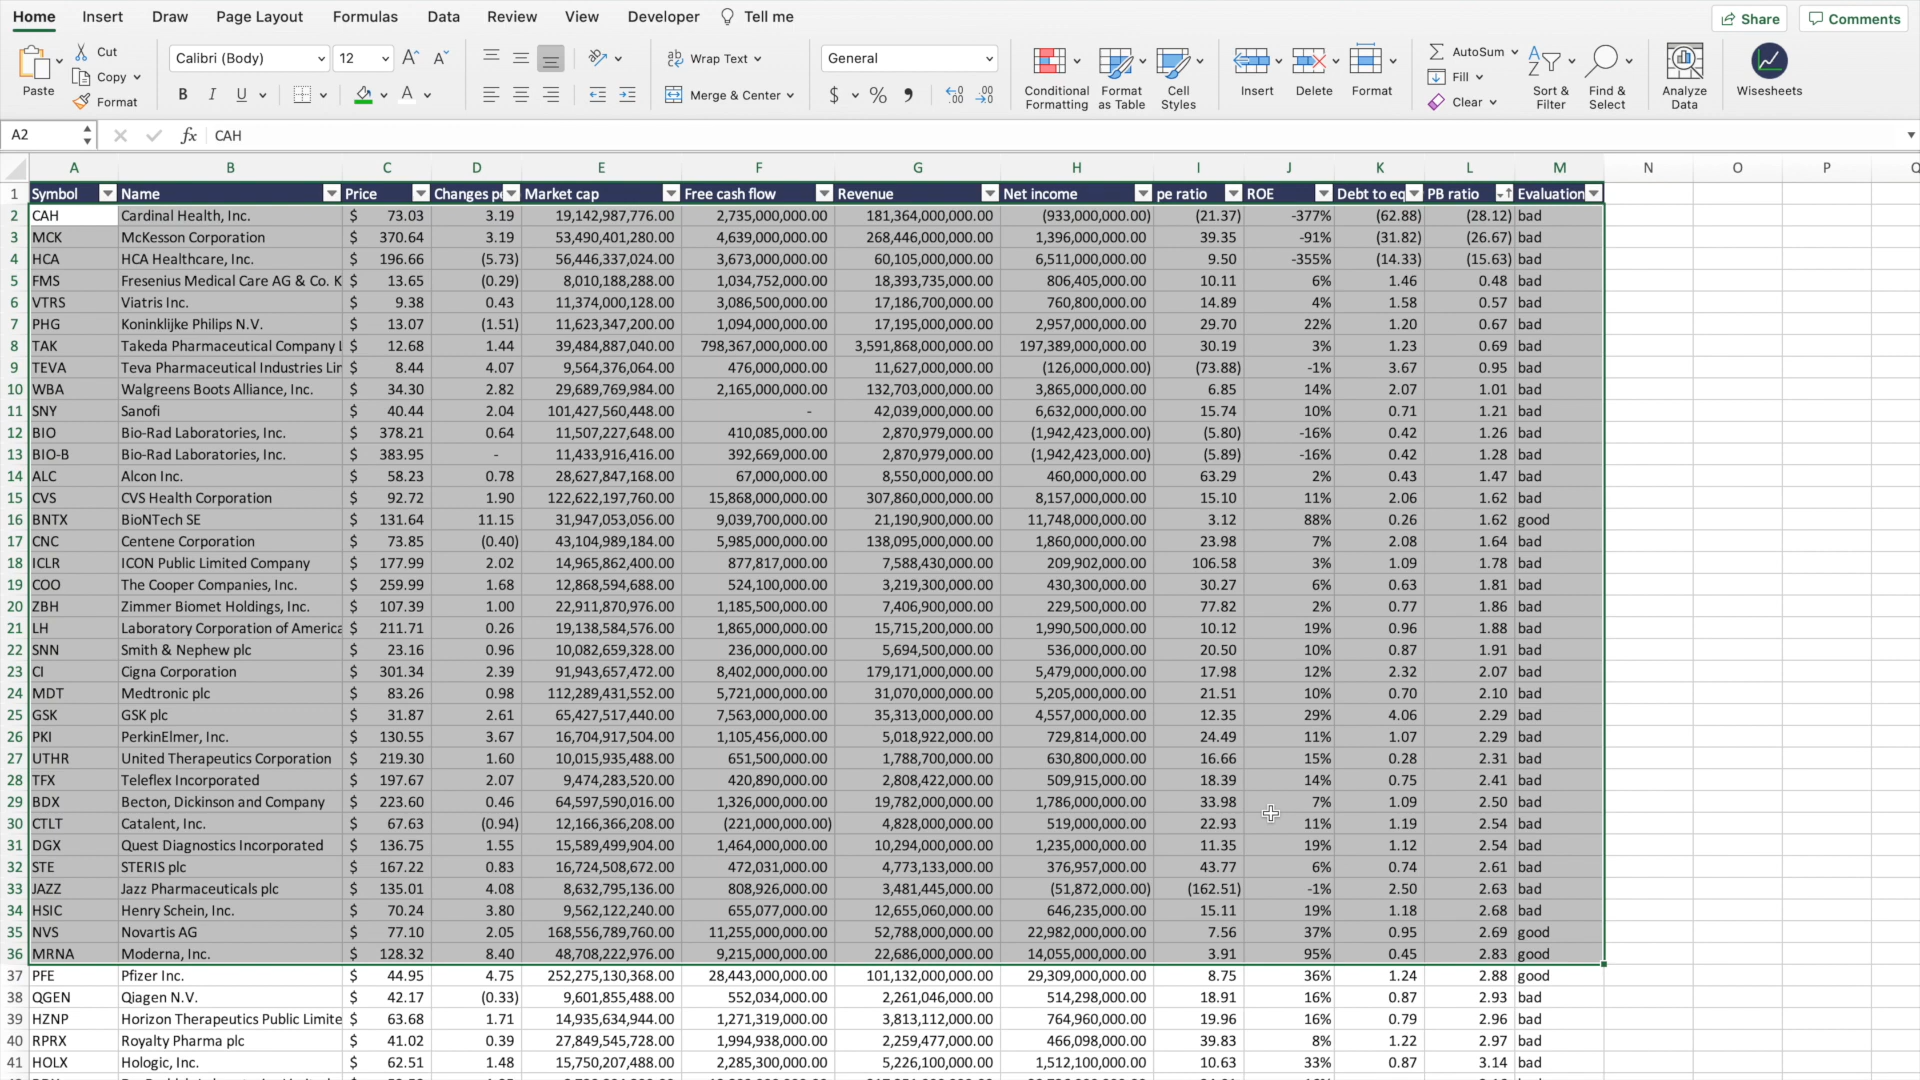 Home Insert Draw Page Layout Formulas Data Review View Developer Tell me Share Comments
Paste Cut Copy Format
Calibri (Body) 12 A^ A˅
B I U A
Wrap Text
Merge & Center
General
$ % 9
Conditional Formatting Format as Table Cell Styles Insert Delete Format
AutoSum Fill Clear
Sort & Filter Find & Select Analyze Data Wisesheets
A2 fx CAH
A B C D E F G H I J K L M N O P Q
1 Symbol Name Price Changes pe Market cap Free cash flow Revenue Net income pe ratio ROE Debt to eq PB ratio Evaluation
2 CAH Cardinal Health, Inc. $ 73.03 3.19 19,142,987,776.00 2,735,000,000.00 181,364,000,000.00 (933,000,000.00) (21.37) -377% (62.88) (28.12) bad
3 MCK McKesson Corporation $ 370.64 3.19 53,490,401,280.00 4,639,000,000.00 268,446,000,000.00 1,396,000,000.00 39.35 -91% (31.82) (26.67) bad
4 HCA HCA Healthcare, Inc. $ 196.66 (5.73) 56,446,337,024.00 3,673,000,000.00 60,105,000,000.00 6,511,000,000.00 9.50 -355% (14.33) (15.63) bad
5 FMS Fresenius Medical Care AG & Co. K $ 13.65 (0.29) 8,010,188,288.00 1,034,752,000.00 18,393,735,000.00 806,405,000.00 10.11 6% 1.46 0.48 bad
6 VTRS Viatris Inc. $ 9.38 0.43 11,374,000,128.00 3,086,500,000.00 17,186,700,000.00 760,800,000.00 14.89 4% 1.58 0.57 bad
7 PHG Koninklijke Philips N.V. $ 13.07 (1.51) 11,623,347,200.00 1,094,000,000.00 17,195,000,000.00 2,957,000,000.00 29.70 22% 1.20 0.67 bad
8 TAK Takeda Pharmaceutical Company L $ 12.68 1.44 39,484,887,040.00 798,367,000,000.00 3,591,868,000,000.00 197,389,000,000.00 30.19 3% 1.23 0.69 bad
9 TEVA Teva Pharmaceutical Industries Lir $ 8.44 4.07 9,564,376,064.00 476,000,000.00 11,627,000,000.00 (126,000,000.00) (73.88) -1% 3.67 0.95 bad
10 WBA Walgreens Boots Alliance, Inc. $ 34.30 2.82 29,689,769,984.00 2,165,000,000.00 132,703,000,000.00 3,865,000,000.00 6.85 14% 2.07 1.01 bad
11 SNY Sanofi $ 40.44 2.04 101,427,560,448.00 - 42,039,000,000.00 6,632,000,000.00 15.74 10% 0.71 1.21 bad
12 BIO Bio-Rad Laboratories, Inc. $ 378.21 0.64 11,507,227,648.00 410,085,000.00 2,870,979,000.00 (1,942,423,000.00) (5.80) -16% 0.42 1.26 bad
13 BIO-B Bio-Rad Laboratories, Inc. $ 383.95 - 11,433,916,416.00 392,669,000.00 2,870,979,000.00 (1,942,423,000.00) (5.89) -16% 0.42 1.28 bad
14 ALC Alcon Inc. $ 58.23 0.78 28,627,847,168.00 67,000,000.00 8,550,000,000.00 460,000,000.00 63.29 2% 0.43 1.47 bad
15 CVS CVS Health Corporation $ 92.72 1.90 122,622,197,760.00 15,868,000,000.00 307,860,000,000.00 8,157,000,000.00 15.10 11% 2.06 1.62 bad
16 BNTX BioNTech SE $ 131.64 11.15 31,947,053,056.00 9,039,700,000.00 21,190,900,000.00 11,748,000,000.00 3.12 88% 0.26 1.62 good
17 CNC Centene Corporation $ 73.85 (0.40) 43,104,989,184.00 5,985,000,000.00 138,095,000,000.00 1,860,000,000.00 23.98 7% 2.08 1.64 bad
18 ICLR ICON Public Limited Company $ 177.99 2.02 14,965,862,400.00 877,817,000.00 7,588,430,000.00 209,902,000.00 106.58 3% 1.09 1.78 bad
19 COO The Cooper Companies, Inc. $ 259.99 1.68 12,868,594,688.00 524,100,000.00 3,219,300,000.00 430,300,000.00 30.27 6% 0.63 1.81 bad
20 ZBH Zimmer Biomet Holdings, Inc. $ 107.39 1.00 22,911,870,976.00 1,185,500,000.00 7,406,900,000.00 229,500,000.00 77.82 2% 0.77 1.86 bad
21 LH Laboratory Corporation of America $ 211.71 0.26 19,138,584,576.00 1,865,000,000.00 15,715,200,000.00 1,990,500,000.00 10.12 19% 0.96 1.88 bad
22 SNN Smith & Nephew plc $ 23.16 0.96 10,082,659,328.00 236,000,000.00 5,694,500,000.00 536,000,000.00 20.50 10% 0.87 1.91 bad
23 CI Cigna Corporation $ 301.34 2.39 91,943,657,472.00 8,402,000,000.00 179,171,000,000.00 5,479,000,000.00 17.98 12% 2.32 2.07 bad
24 MDT Medtronic plc $ 83.26 0.98 112,289,431,552.00 5,721,000,000.00 31,070,000,000.00 5,205,000,000.00 21.51 10% 0.70 2.10 bad
25 GSK GSK plc $ 31.87 2.61 65,427,517,440.00 7,563,000,000.00 35,313,000,000.00 4,557,000,000.00 12.35 29% 4.06 2.29 bad
26 PKI PerkinElmer, Inc. $ 130.55 3.67 16,704,917,504.00 1,105,456,000.00 5,018,922,000.00 729,814,000.00 24.49 11% 1.07 2.29 bad
27 UTHR United Therapeutics Corporation $ 219.30 1.60 10,015,935,488.00 651,500,000.00 1,788,700,000.00 630,800,000.00 16.66 15% 0.28 2.31 bad
28 TFX Teleflex Incorporated $ 197.67 2.07 9,474,283,520.00 420,890,000.00 2,808,422,000.00 509,915,000.00 18.39 14% 0.75 2.41 bad
29 BDX Becton, Dickinson and Company $ 223.60 0.46 64,597,590,016.00 1,326,000,000.00 19,782,000,000.00 1,786,000,000.00 33.98 7% 1.09 2.50 bad
30 CTLT Catalent, Inc. $ 67.63 (0.94) 12,166,366,208.00 (221,000,000.00) 4,828,000,000.00 519,000,000.00 22.93 11% 1.19 2.54 bad
31 DGX Quest Diagnostics Incorporated $ 136.75 1.55 15,589,499,904.00 1,464,000,000.00 10,294,000,000.00 1,235,000,000.00 11.35 19% 1.12 2.54 bad
32 STE STERIS plc $ 167.22 0.83 16,724,508,672.00 472,031,000.00 4,773,133,000.00 376,957,000.00 43.77 6% 0.74 2.61 bad
33 JAZZ Jazz Pharmaceuticals plc $ 135.01 4.08 8,632,795,136.00 808,926,000.00 3,481,445,000.00 (51,872,000.00) (162.51) -1% 2.50 2.63 bad
34 HSIC Henry Schein, Inc. $ 70.24 3.80 9,562,122,240.00 655,077,000.00 12,655,060,000.00 646,235,000.00 15.11 19% 1.18 2.68 bad
35 NVS Novartis AG $ 77.10 2.05 168,556,789,760.00 11,255,000,000.00 52,788,000,000.00 22,982,000,000.00 7.56 37% 0.95 2.69 good
36 MRNA Moderna, Inc. $ 128.32 8.40 48,708,222,976.00 9,215,000,000.00 22,686,000,000.00 14,055,000,000.00 3.91 95% 0.45 2.83 good
37 PFE Pfizer Inc. $ 44.95 4.75 252,275,130,368.00 28,443,000,000.00 101,132,000,000.00 29,309,000,000.00 8.75 36% 1.24 2.88 good
38 QGEN Qiagen N.V. $ 42.17 (0.33) 9,601,855,488.00 552,034,000.00 2,261,046,000.00 514,298,000.00 18.91 16% 0.87 2.93 bad
39 HZNP Horizon Therapeutics Public Limite $ 63.68 1.71 14,935,634,944.00 1,271,319,000.00 3,813,112,000.00 764,960,000.00 19.96 16% 0.79 2.96 bad
40 RPRX Royalty Pharma plc $ 41.02 0.39 27,849,545,728.00 1,994,938,000.00 2,259,477,000.00 466,098,000.00 39.83 8% 1.22 2.97 bad
41 HOLX Hologic, Inc. $ 62.51 1.48 15,750,207,488.00 2,285,300,000.00 5,226,100,000.00 1,512,100,000.00 10.63 33% 0.87 3.14 bad